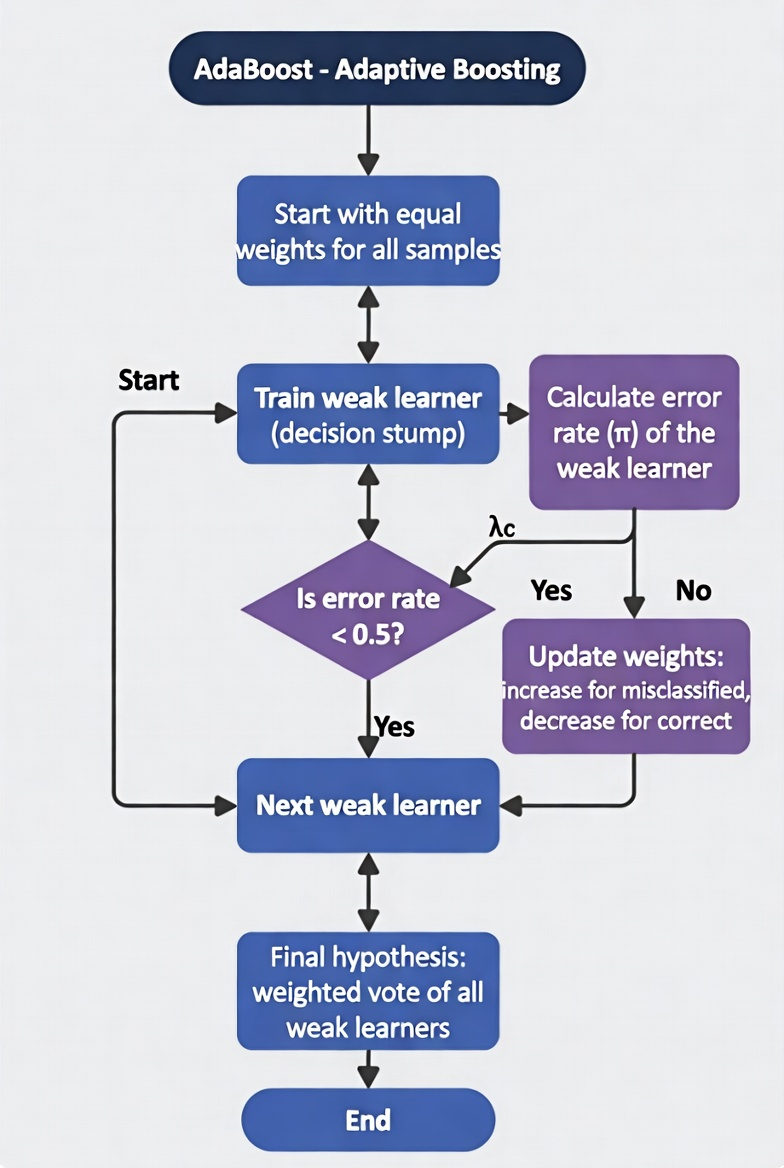 AdaBoost - Adaptive Boosting
Start with equal
weights for all samples
Start
Train weak learner
(decision stump)
Calculate error
rate (π) of the
weak learner
λc
Is error rate
< 0.5?
Yes
No
Update weights:
increase for misclassified,
decrease for correct
Yes
Next weak learner
Final hypothesis:
weighted vote of all
weak learners
End